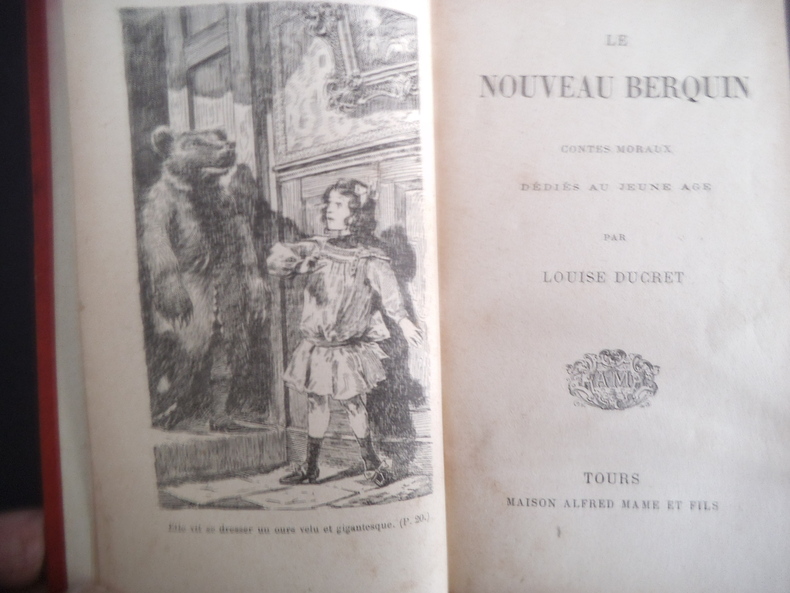 Elle vit se dresser un ours velu et gigantesque. (P. 20.)
LE
NOUVEAU BERQUIN
CONTES MORAUX
DÉDIÉS AU JEUNE AGE
PAR
LOUISE DUCRET
AM
TOURS
MAISON ALFRED MAME ET FILS